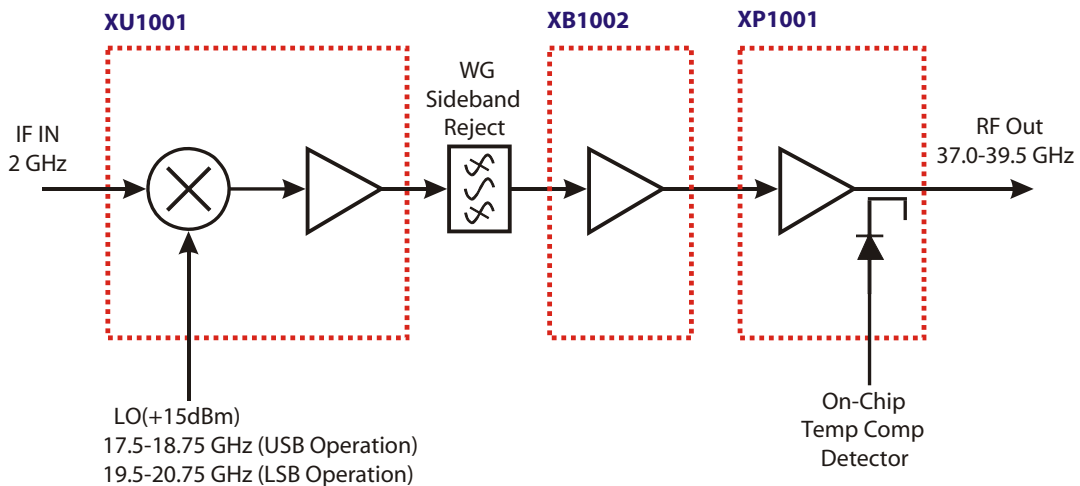 XU1001
XB1002
XP1001
WG
Sideband
Reject
IF IN
2 GHz
RF Out
37.0-39.5 GHz
LO(+15dBm)
17.5-18.75 GHz (USB Operation)
19.5-20.75 GHz (LSB Operation)
On-Chip
Temp Comp
Detector